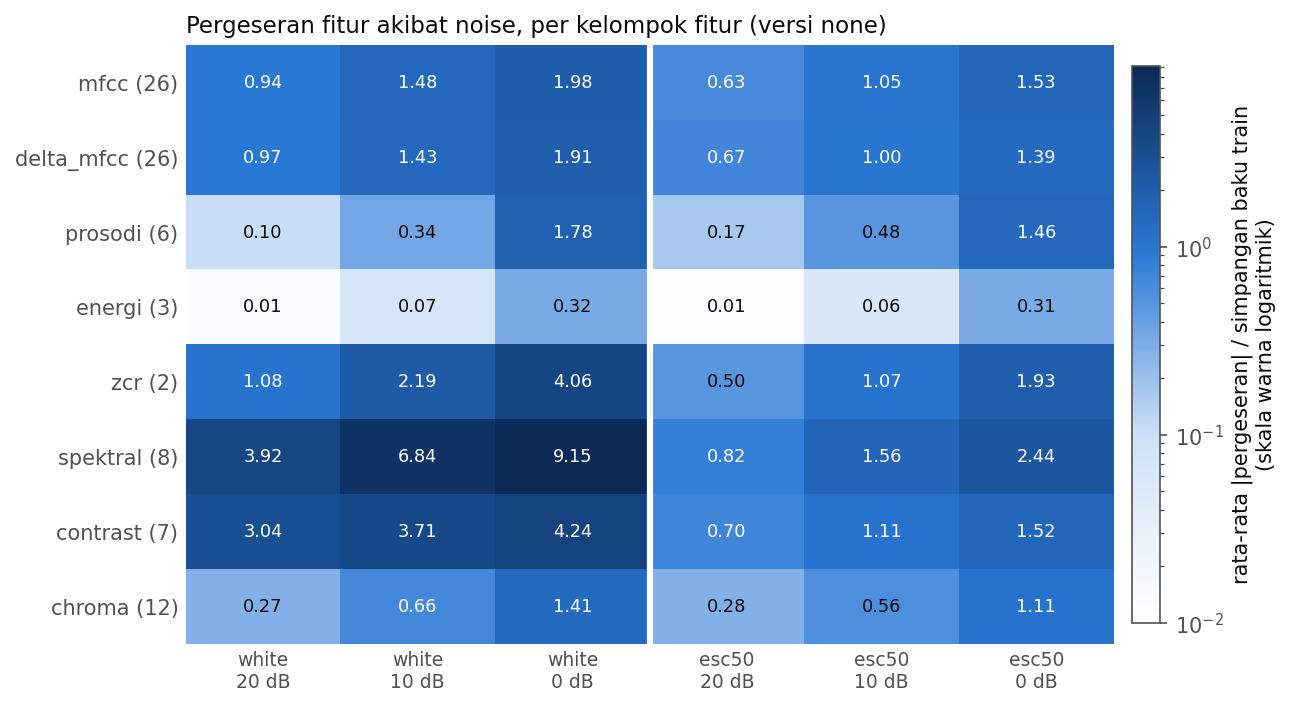 Pergeseran fitur akibat noise, per kelompok fitur (versi none)
mfcc (26) 0.94 1.48 1.98 0.63 1.05 1.53
delta_mfcc (26) 0.97 1.43 1.91 0.67 1.00 1.39
prosodi (6) 0.10 0.34 1.78 0.17 0.48 1.46
energi (3) 0.01 0.07 0.32 0.01 0.06 0.31
zcr (2) 1.08 2.19 4.06 0.50 1.07 1.93
spektral (8) 3.92 6.84 9.15 0.82 1.56 2.44
contrast (7) 3.04 3.71 4.24 0.70 1.11 1.52
chroma (12) 0.27 0.66 1.41 0.28 0.56 1.11
white white white esc50 esc50 esc50
20 dB 10 dB 0 dB 20 dB 10 dB 0 dB
10⁰
10⁻¹
10⁻²
rata-rata |pergeseran| / simpangan baku train
(skala warna logaritmik)